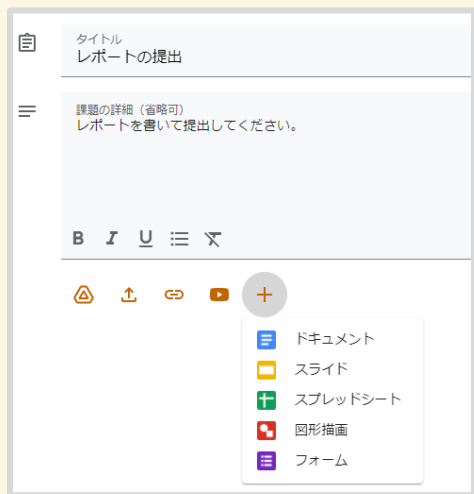 タイトル
レポートの提出
課題の詳細（省略可）
レポートを書いて提出してください。
B I U
ドキュメント
スライド
スプレッドシート
図形描画
フォーム